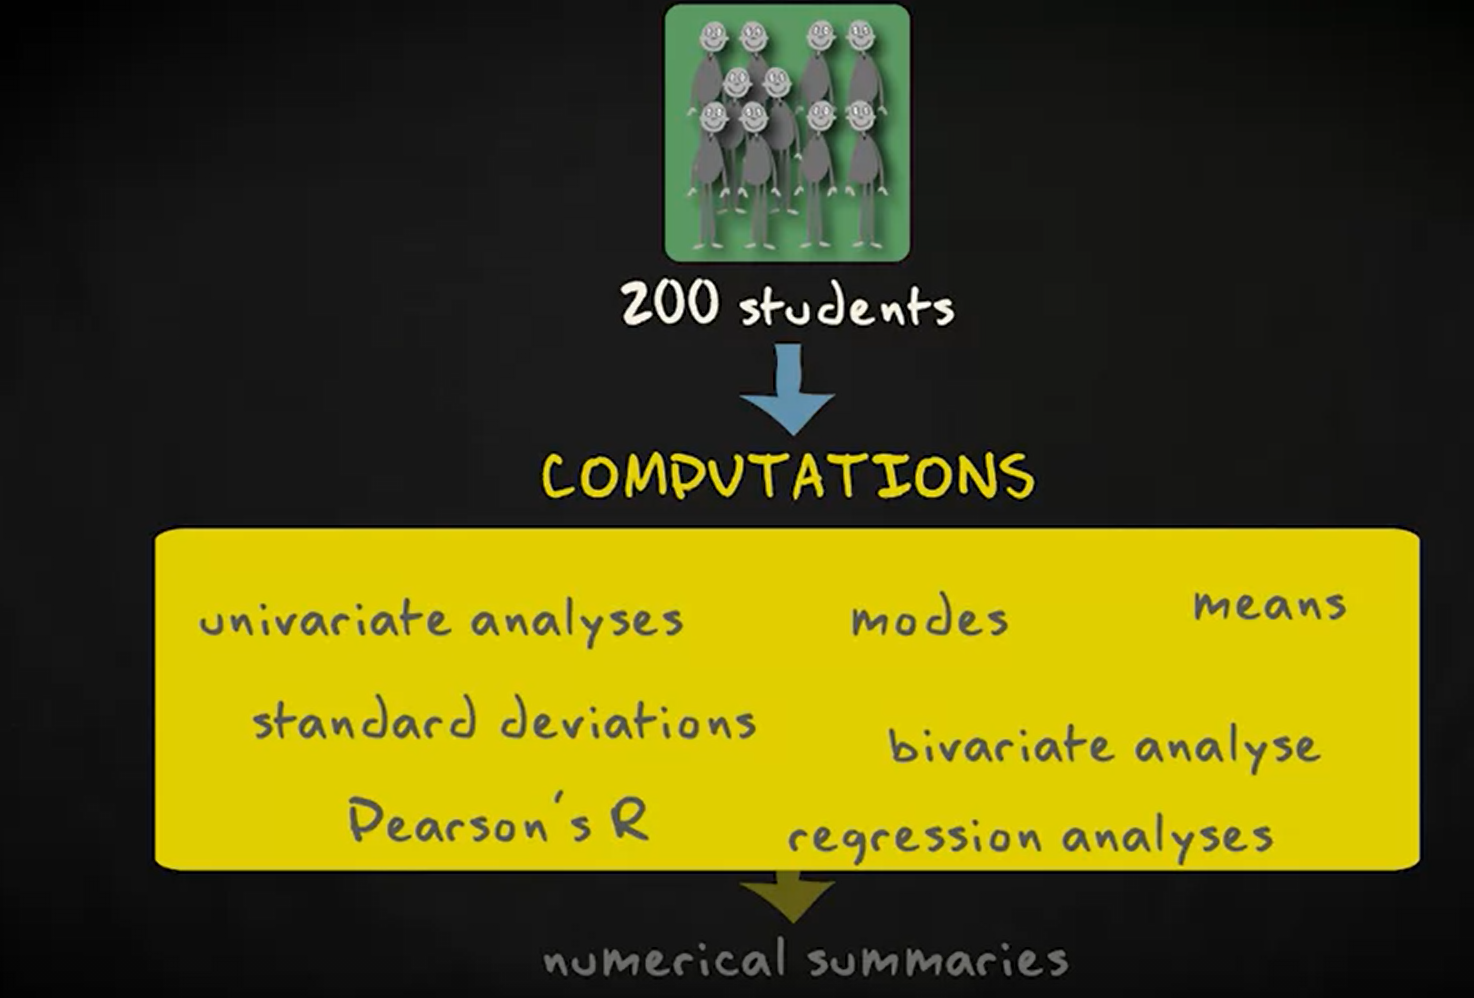 200 students
COMPUTATIONS
univariate analyses modes means
standard deviations bivariate analyse
Pearson's R regression analyses
numerical summaries